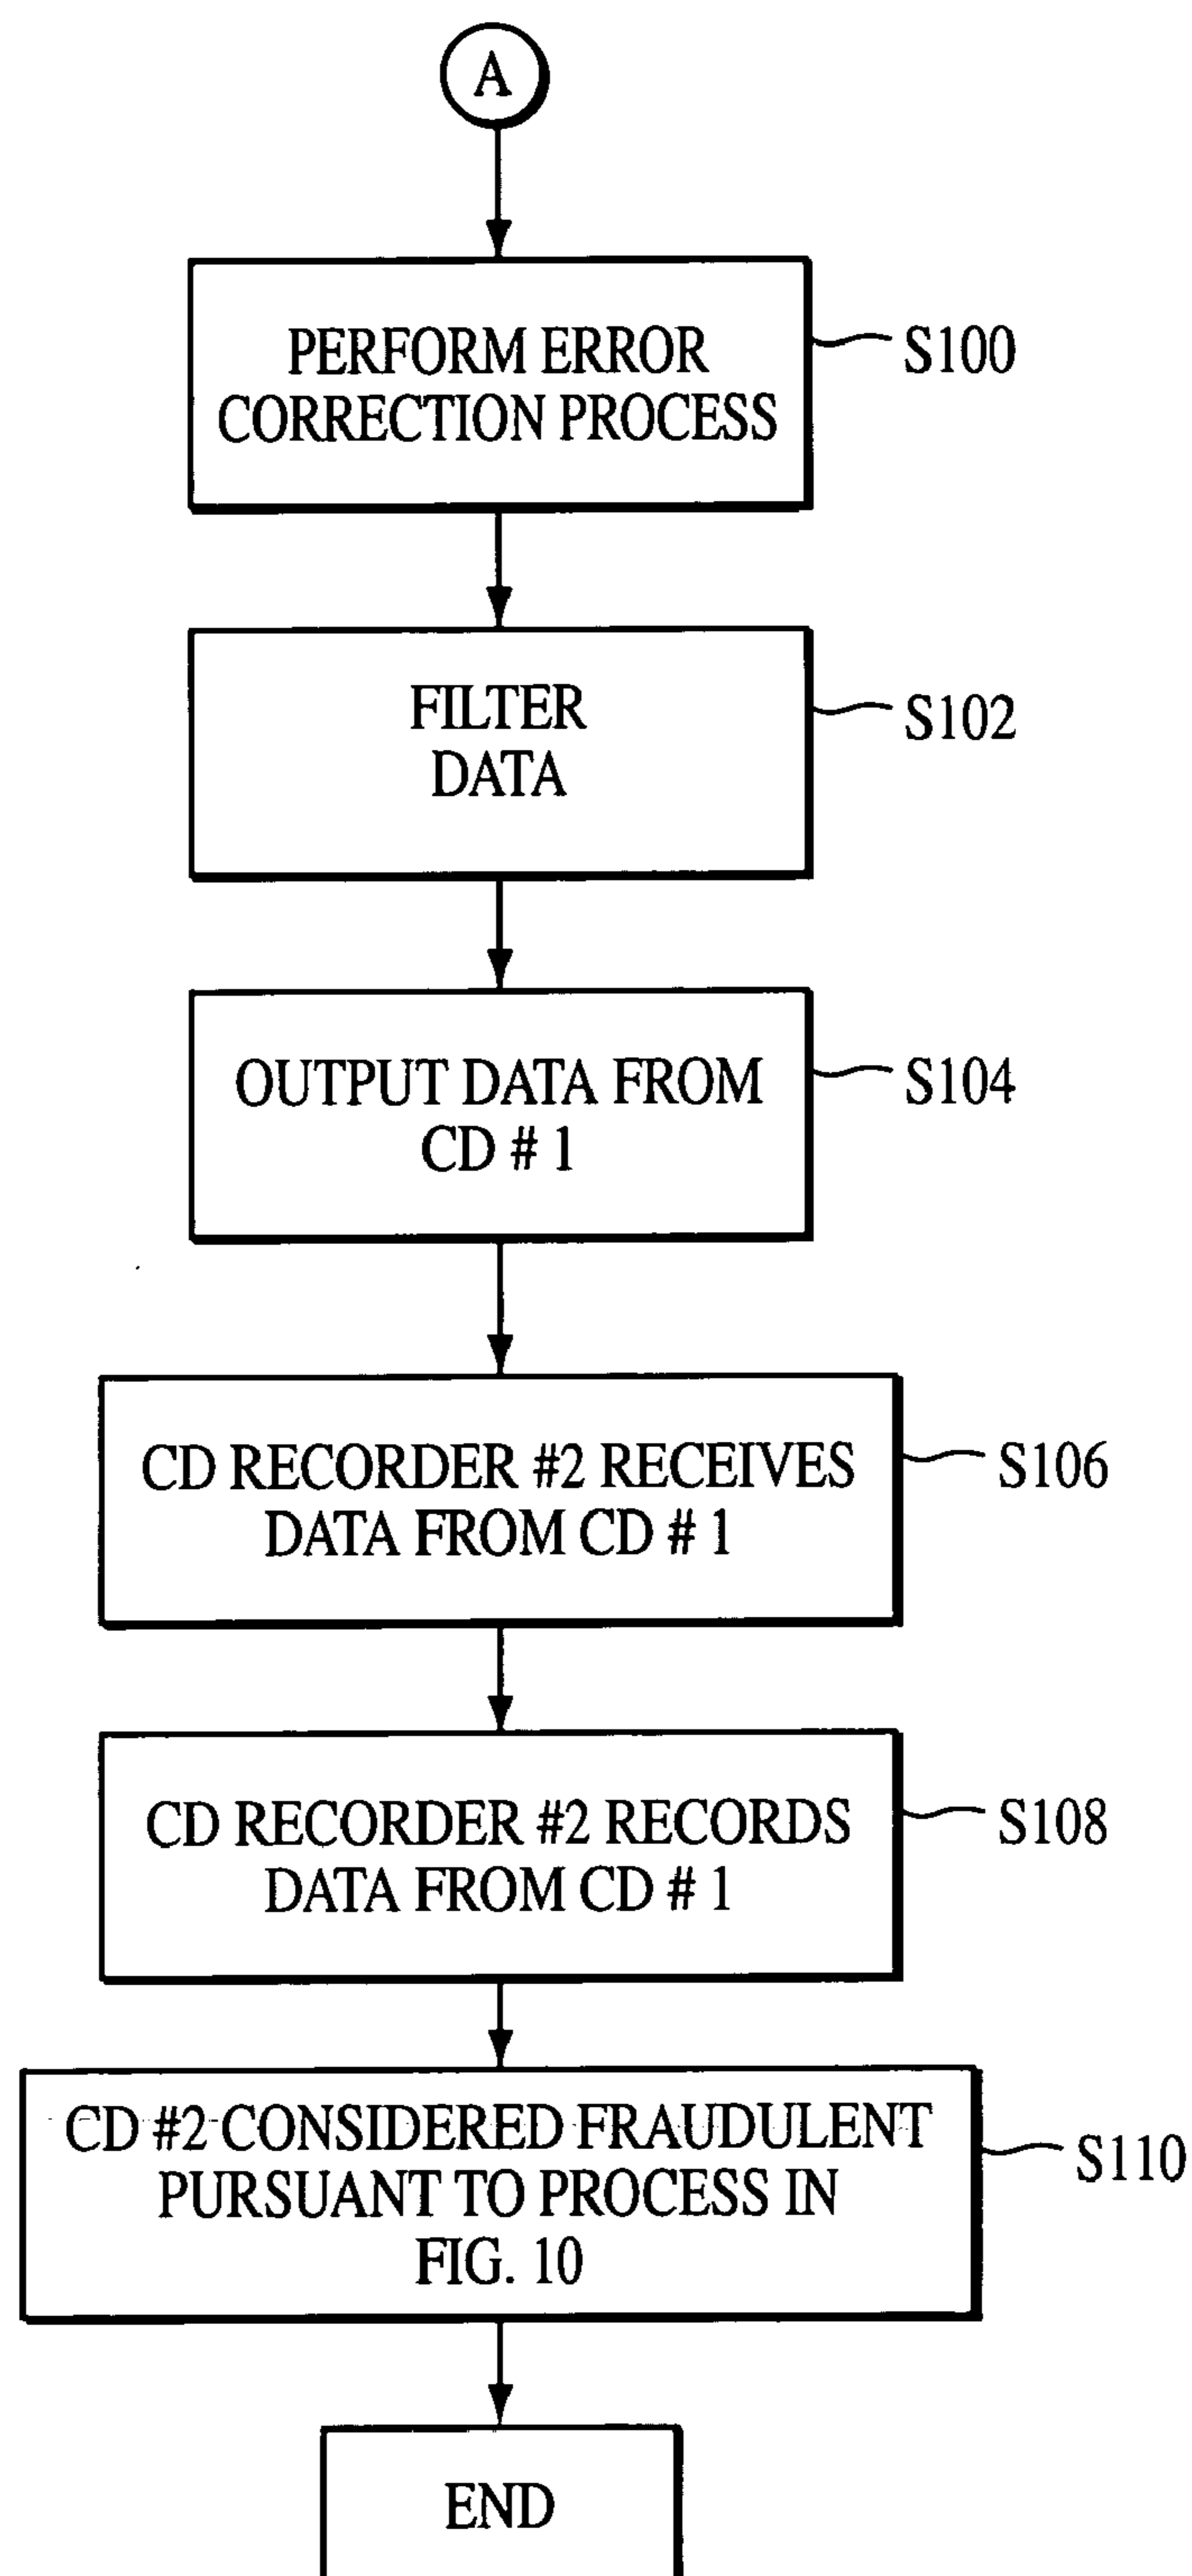 A
PERFORM ERROR
CORRECTION PROCESS
S100
FILTER
DATA
S102
OUTPUT DATA FROM
CD # 1
S104
CD RECORDER #2 RECEIVES
DATA FROM CD # 1
S106
CD RECORDER #2 RECORDS
DATA FROM CD # 1
S108
CD #2 CONSIDERED FRAUDULENT
PURSUANT TO PROCESS IN
FIG. 10
S110
END